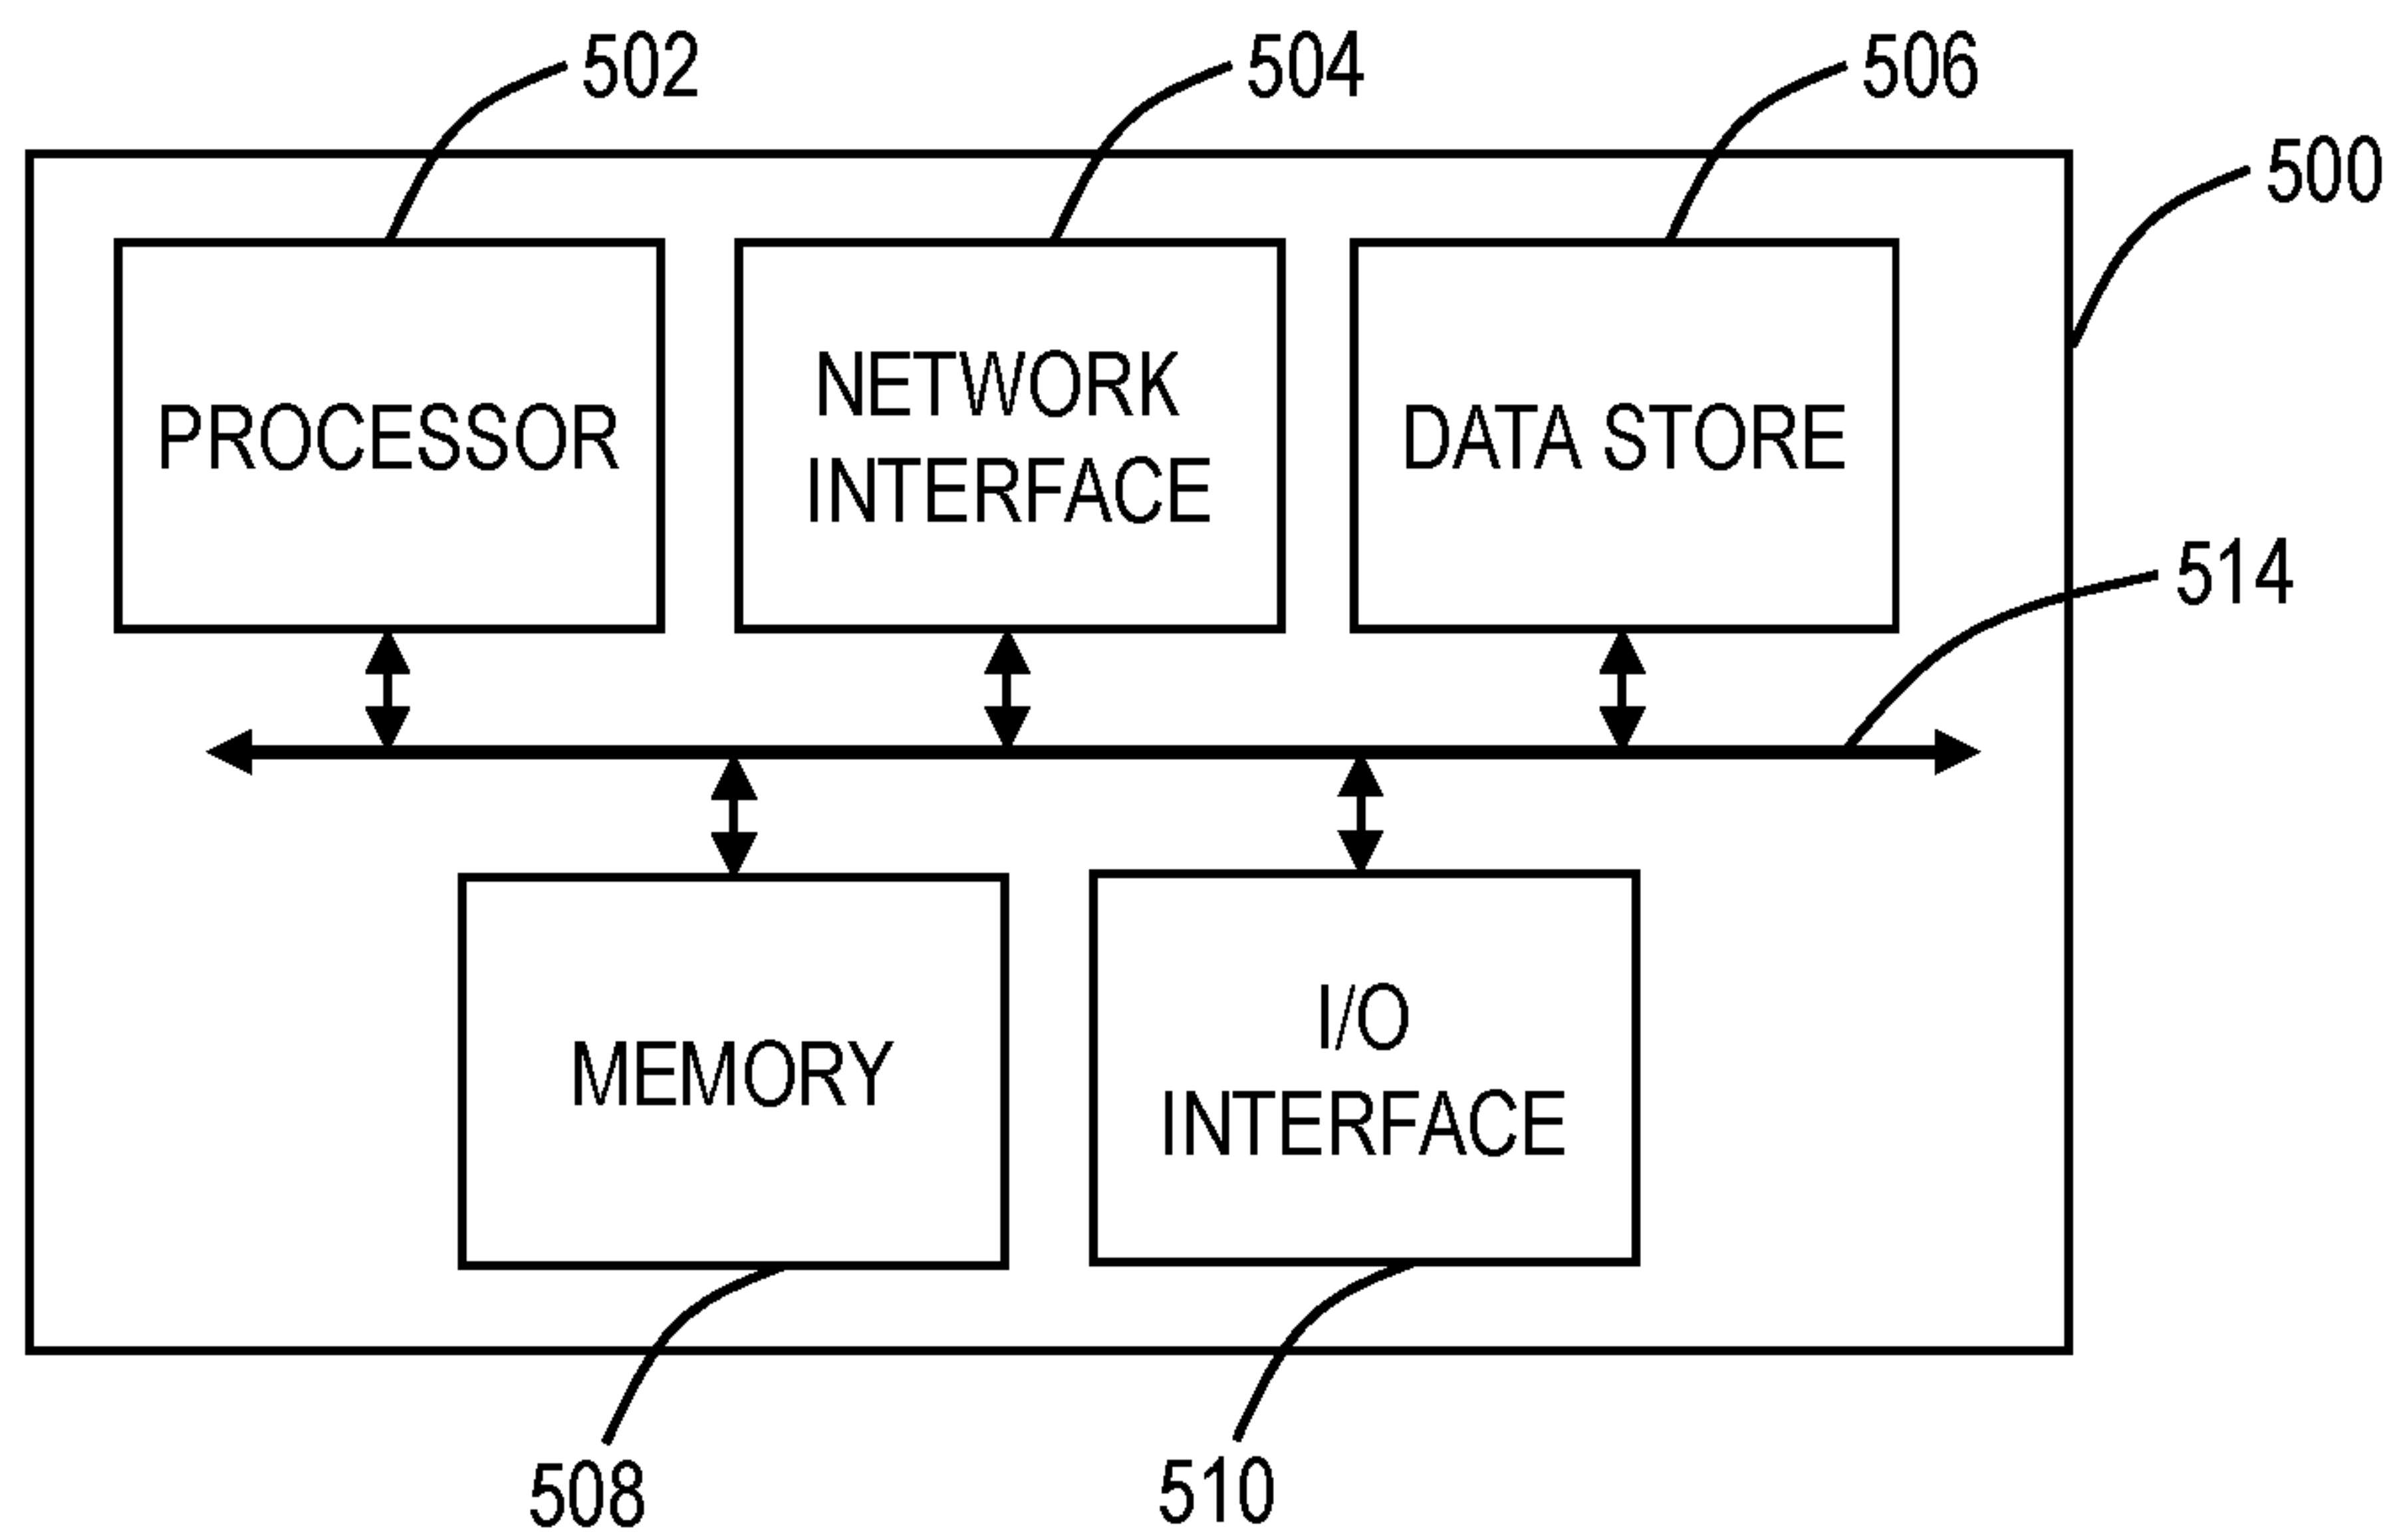 502
504
506
500
PROCESSOR
NETWORK
INTERFACE
DATA STORE
514
MEMORY
I/O
INTERFACE
508
510